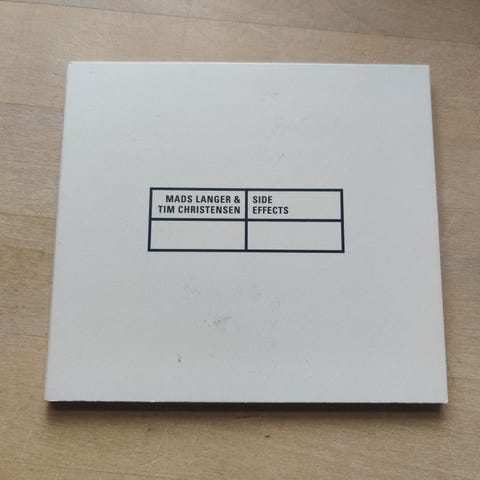 MADS LANGER &
TIM CHRISTENSEN
SIDE
EFFECTS